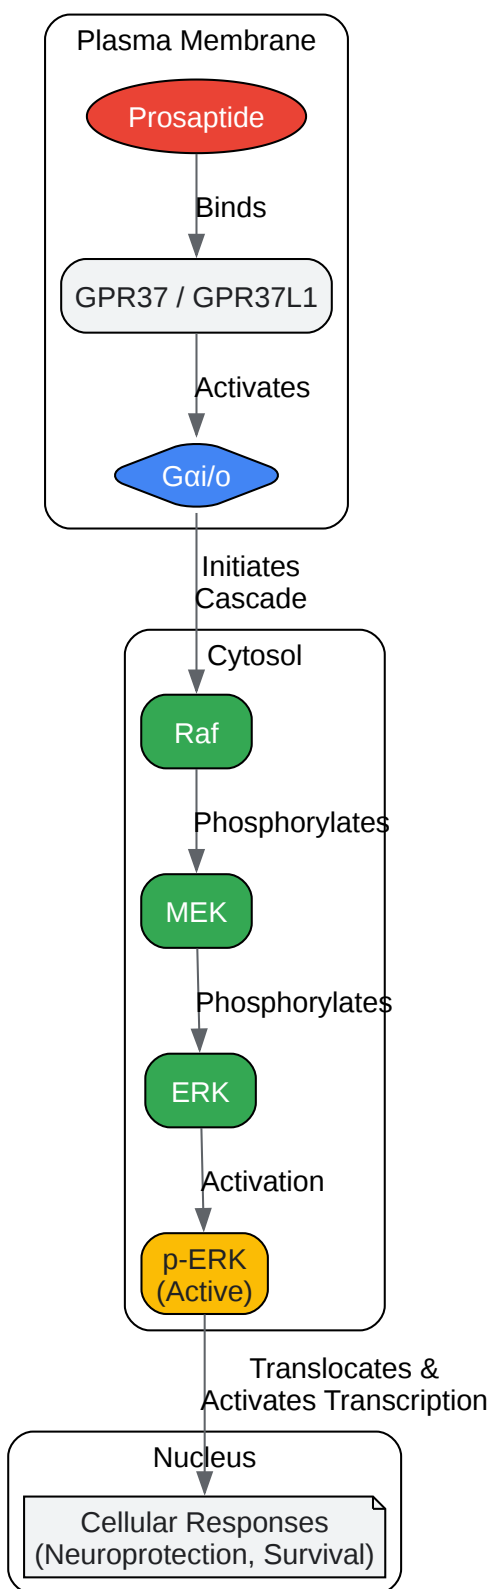 Plasma Membrane
Prosaptide
Binds
GPR37 / GPR37L1
Activates
Gαi/o
Initiates
Cascade
Cytosol
Raf
Phosphorylates
MEK
Phosphorylates
ERK
Activation
p-ERK
(Active)
Translocates &
Activates Transcription
Nucleus
Cellular Responses
(Neuroprotection, Survival)